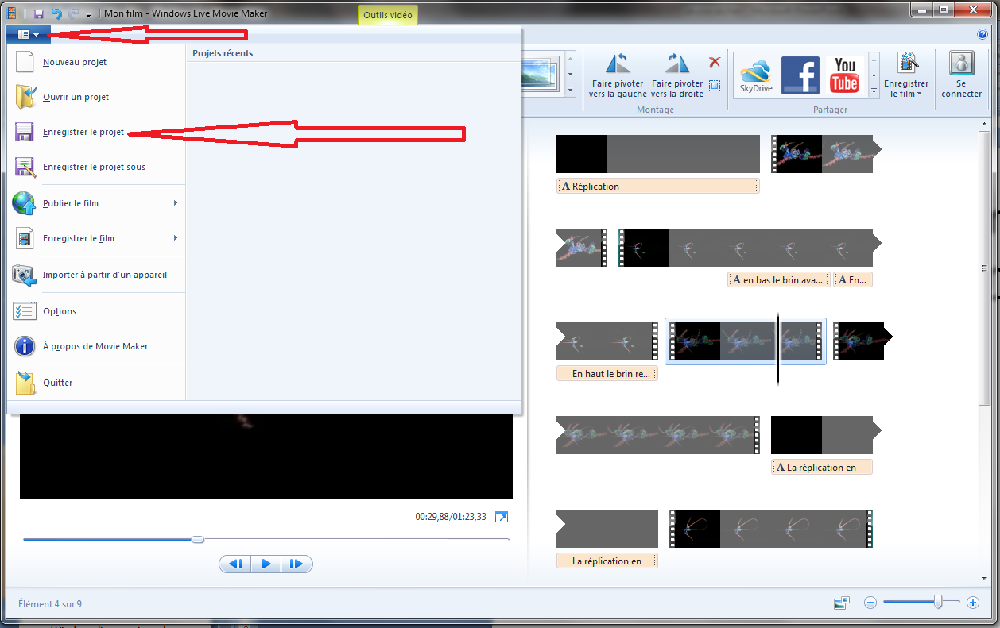 Mon film - Windows Live Movie Maker
Outils vidéo
Projets récents
Nouveau projet
Ouvrir un projet
Enregistrer le projet
Enregistrer le projet sous
Publier le film
Enregistrer le film
Importer à partir d'un appareil
Options
À propos de Movie Maker
Quitter
Faire pivoter
vers la gauche
Faire pivoter
vers la droite
Montage
SkyDrive
f
You
Tube
Partager
Enregistrer
le film
Se
connecter
A Réplication
A en bas le brin ava...
A En...
En haut le brin re...
A La réplication en
La réplication en
00:29,88/01:23,33
Élément 4 sur 9